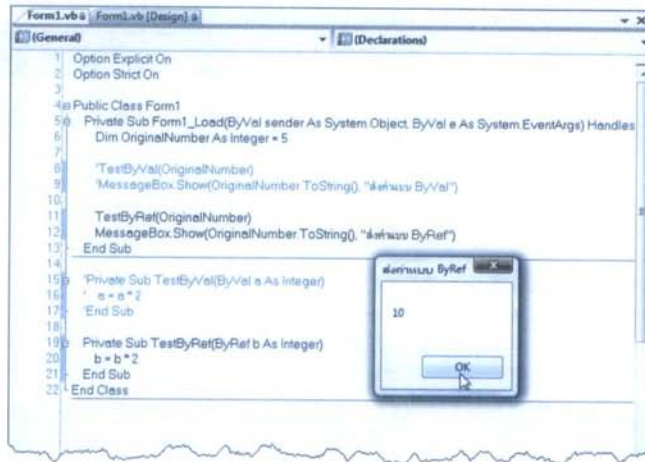 Form1.vb Form1.vb [Design]
(General) (Declarations)
1 Option Explicit On
2 Option Strict On
3
4 Public Class Form1
5 Private Sub Form1_Load(ByVal sender As System.Object, ByVal e As System.EventArgs) Handles
6 Dim OriginalNumber As Integer = 5
7
8 'TestByVal(OriginalNumber)
9 'MessageBox.Show(OriginalNumber.ToString(), "ส่งค่าแบบ ByVal")
10
11 TestByRef(OriginalNumber)
12 MessageBox.Show(OriginalNumber.ToString(), "ส่งค่าแบบ ByRef")
13 End Sub
14
15 'Private Sub TestByVal(ByVal a As Integer)
16 ' a = a * 2
17 'End Sub
18
19 Private Sub TestByRef(ByRef b As Integer)
20 b = b * 2
21 End Sub
22 End Class
ส่งค่าแบบ ByRef
10
OK